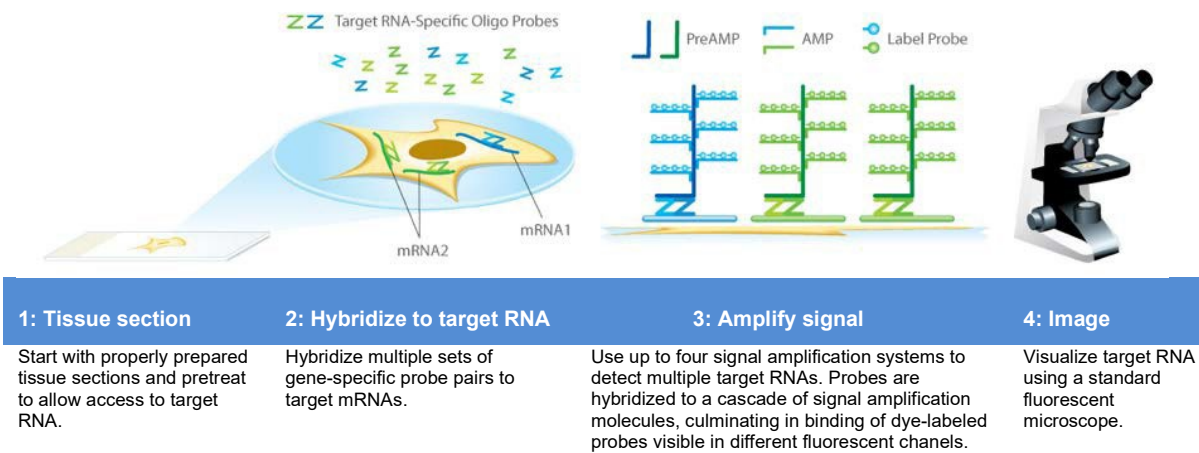 Target RNA-Specific Oligo Probes
PreAMP
AMP
Label Probe
mRNA1
mRNA2
1: Tissue section
2: Hybridize to target RNA
3: Amplify signal
4: Image
Start with properly prepared
tissue sections and pretreat
to allow access to target
RNA.
Hybridize multiple sets of
gene-specific probe pairs to
target mRNAs.
Use up to four signal amplification systems to
detect multiple target RNAs. Probes are
hybridized to a cascade of signal amplification
molecules, culminating in binding of dye-labeled
probes visible in different fluorescent chanels.
Visualize target RNA
using a standard
fluorescent
microscope.